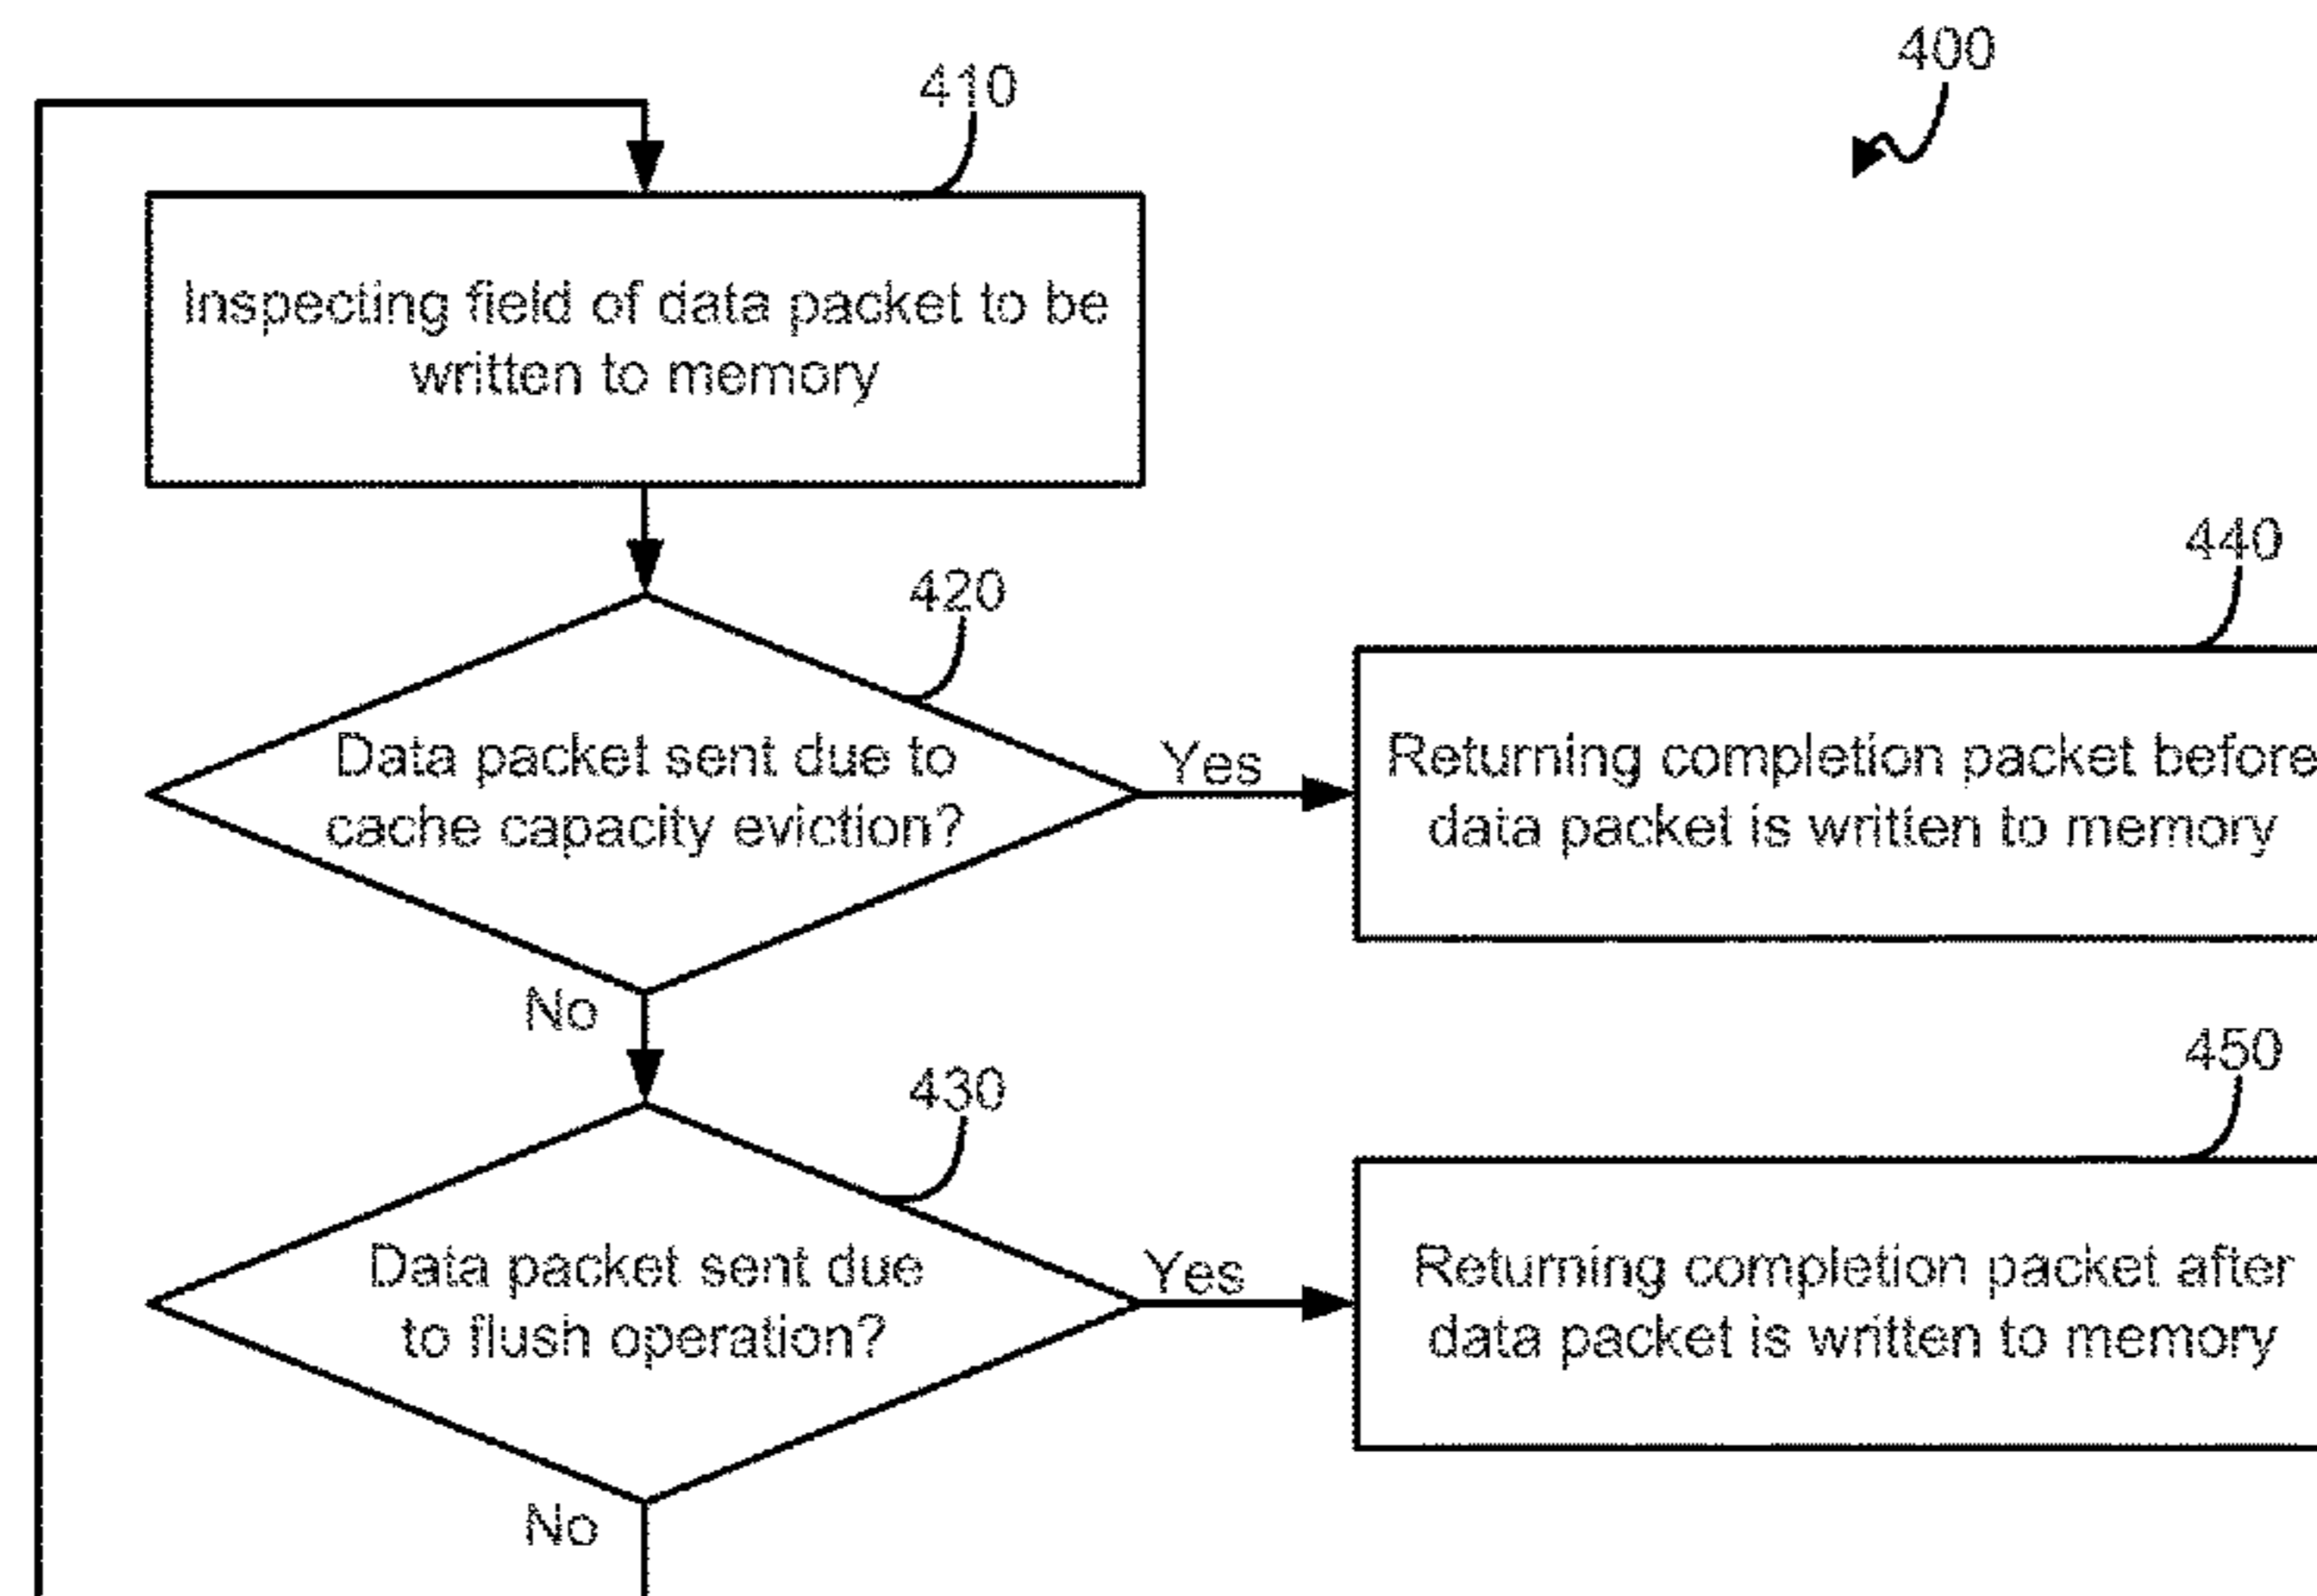 400
410
Inspecting field of data packet to be
written to memory
420
Data packet sent due to
cache capacity eviction?
Yes
440
Returning completion packet before
data packet is written to memory
No
430
Data packet sent due
to flush operation?
Yes
450
Returning completion packet after
data packet is written to memory
No